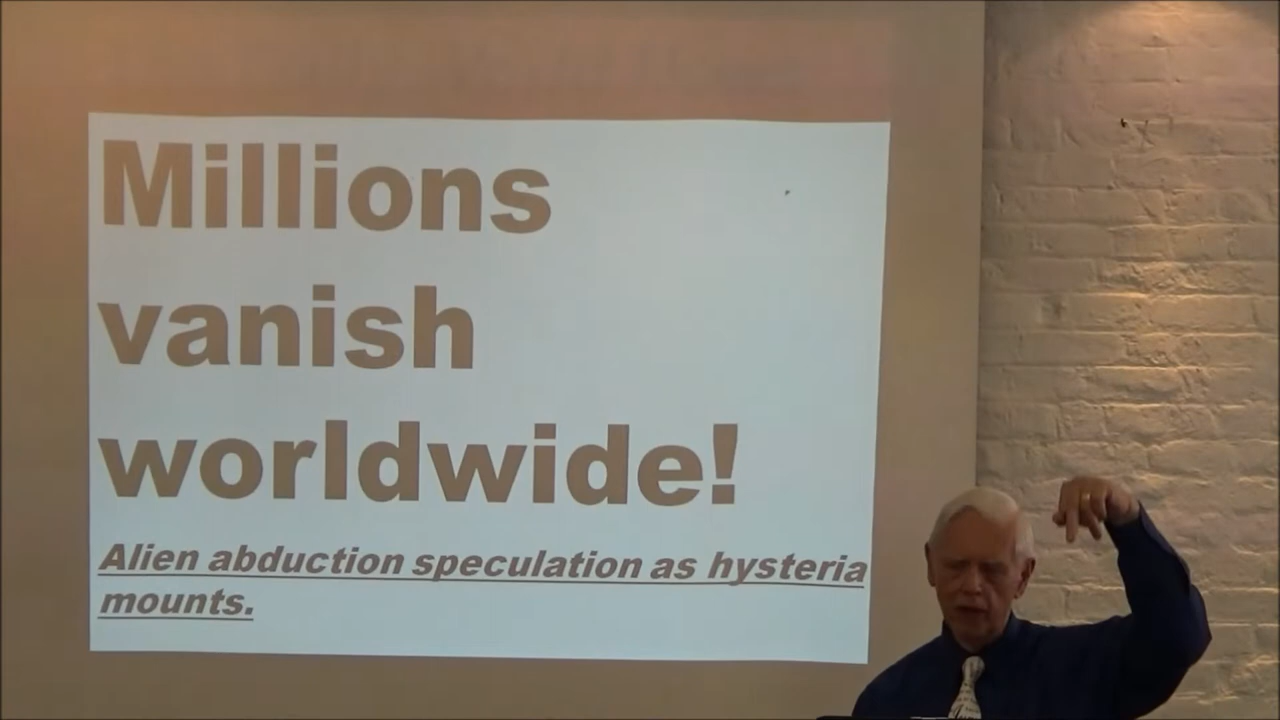 Millions
vanish
worldwide!
Alien abduction speculation as hysteria
mounts.